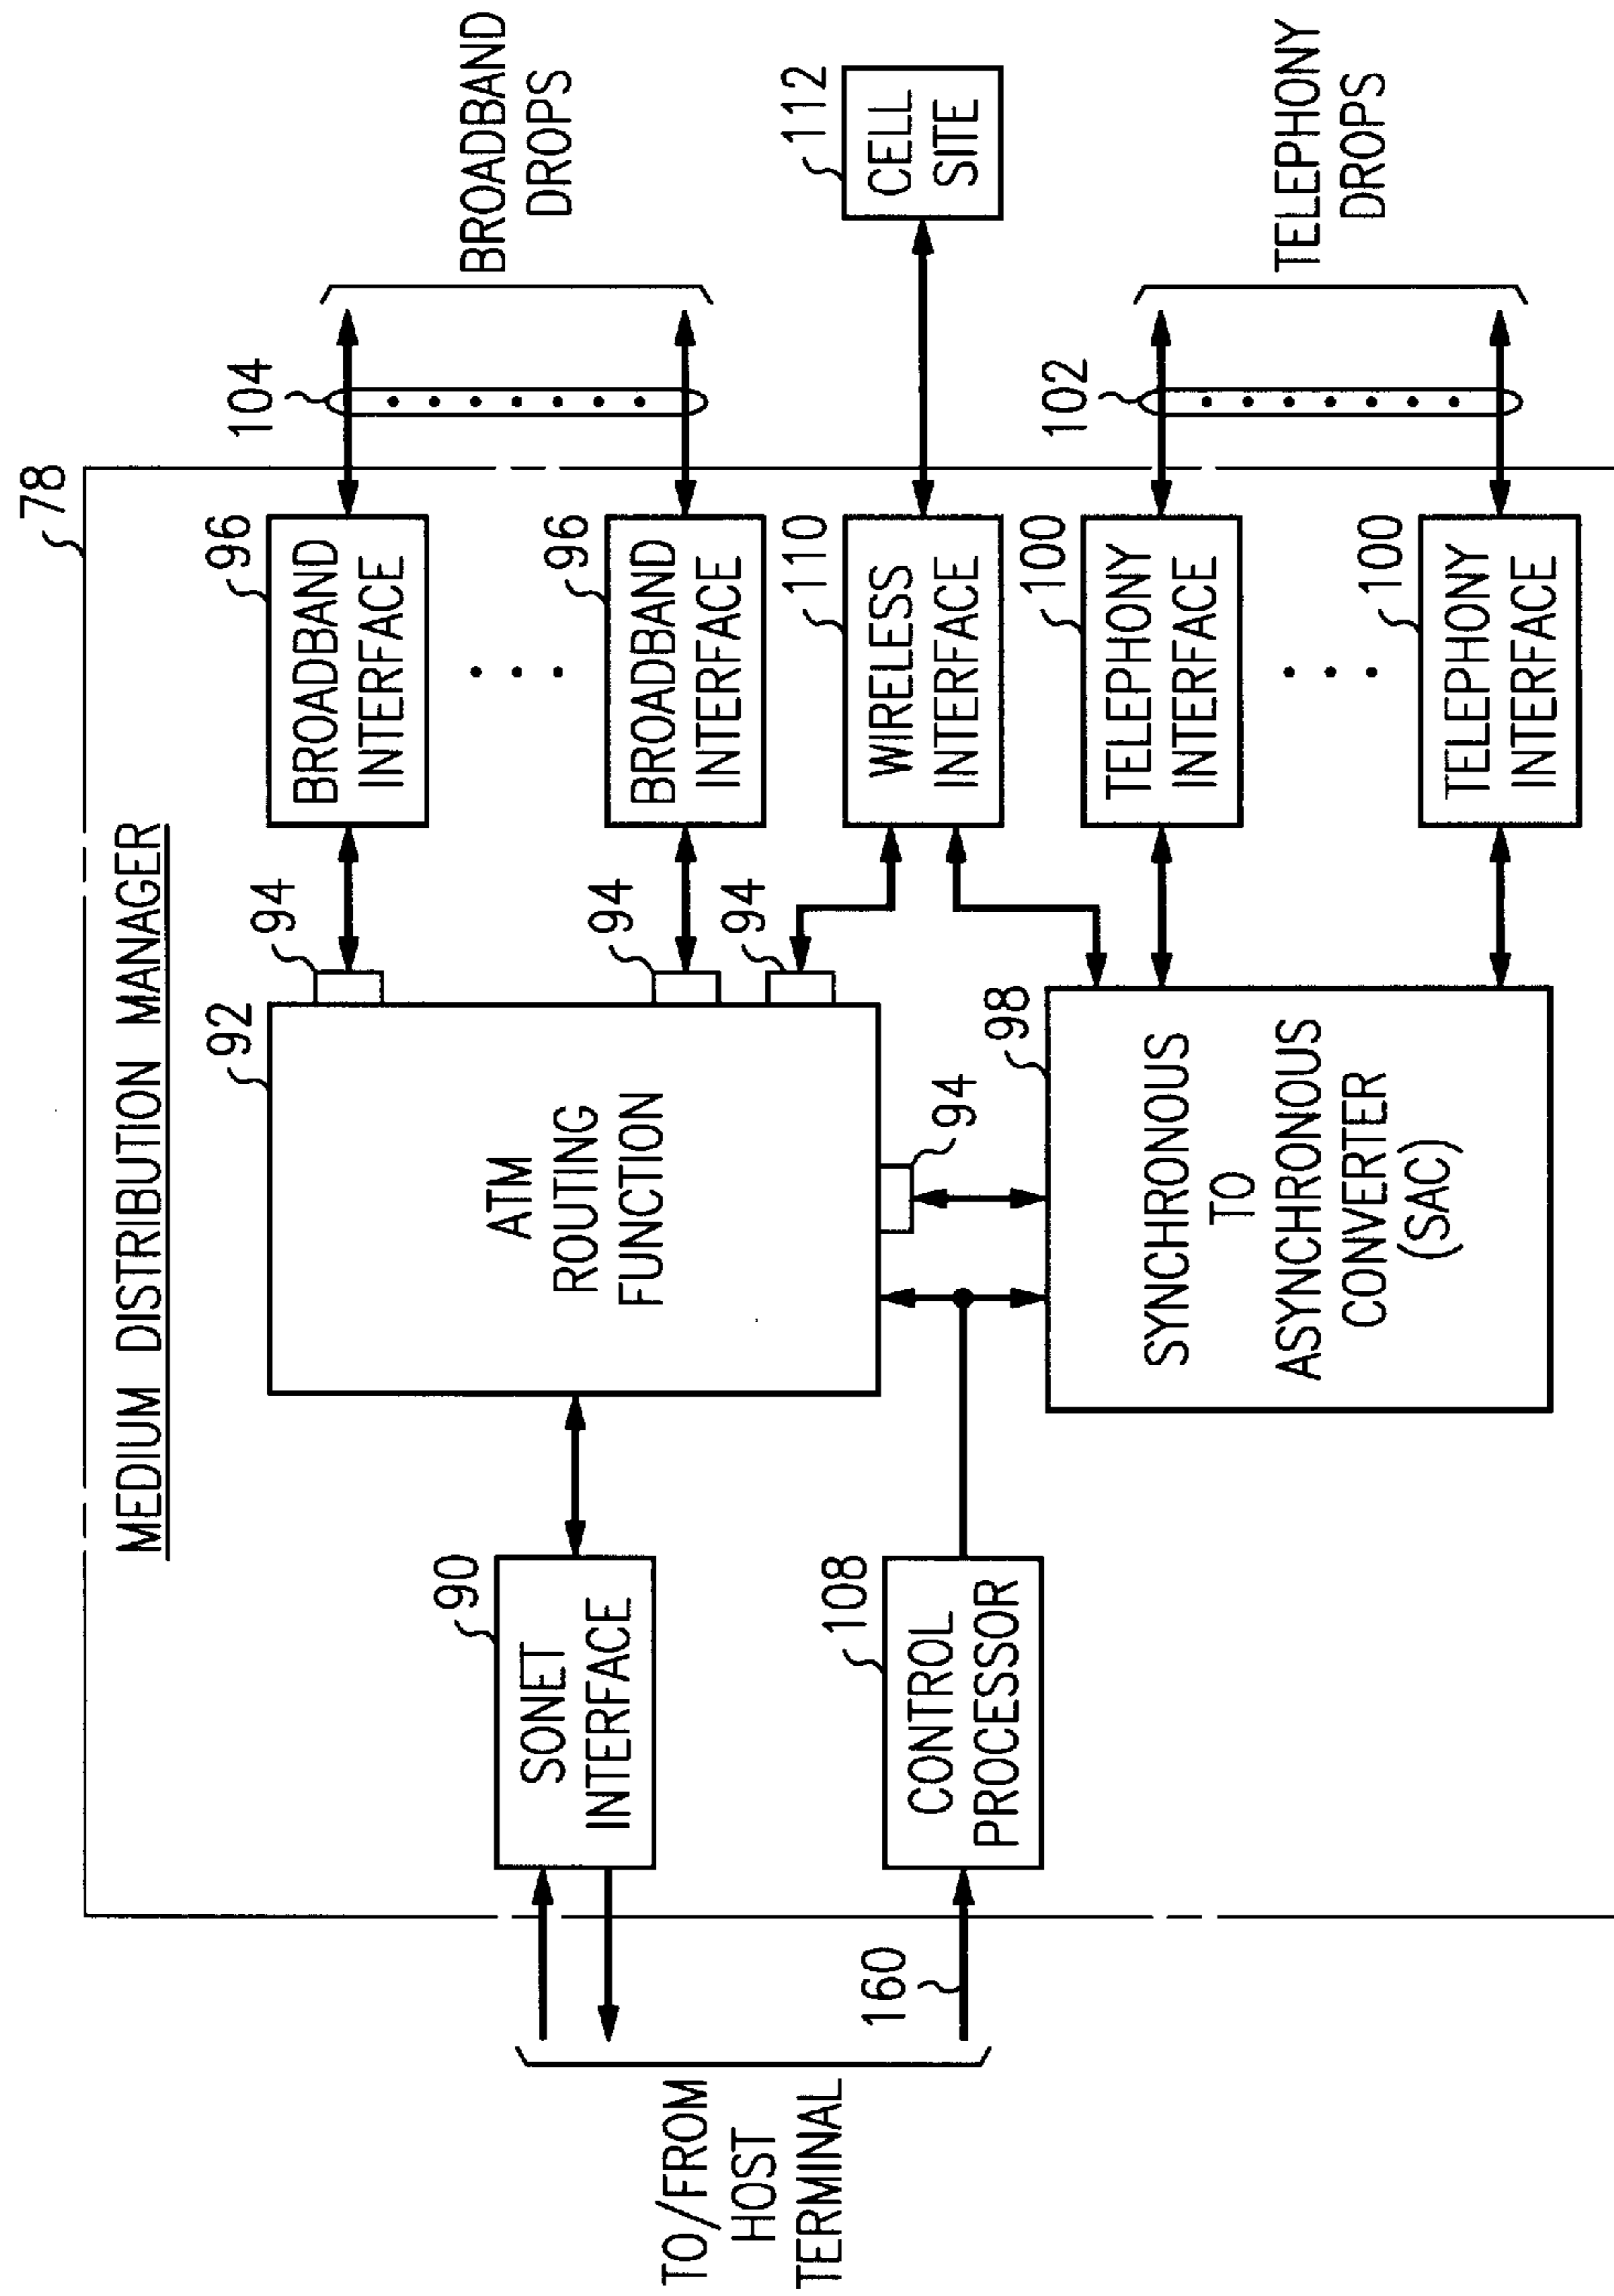 78
MEDIUM DISTRIBUTION MANAGER
TO/FROM
HOST
TERMINAL
160
90
SONET
INTERFACE
108
CONTROL
PROCESSOR
92
ATM
ROUTING
FUNCTION
94
94
94
94
98
SYNCHRONOUS
TO
ASYNCHRONOUS
CONVERTER
(SAC)
96
BROADBAND
INTERFACE
96
BROADBAND
INTERFACE
110
WIRELESS
INTERFACE
100
TELEPHONY
INTERFACE
100
TELEPHONY
INTERFACE
104
BROADBAND
DROPS
112
CELL
SITE
102
TELEPHONY
DROPS